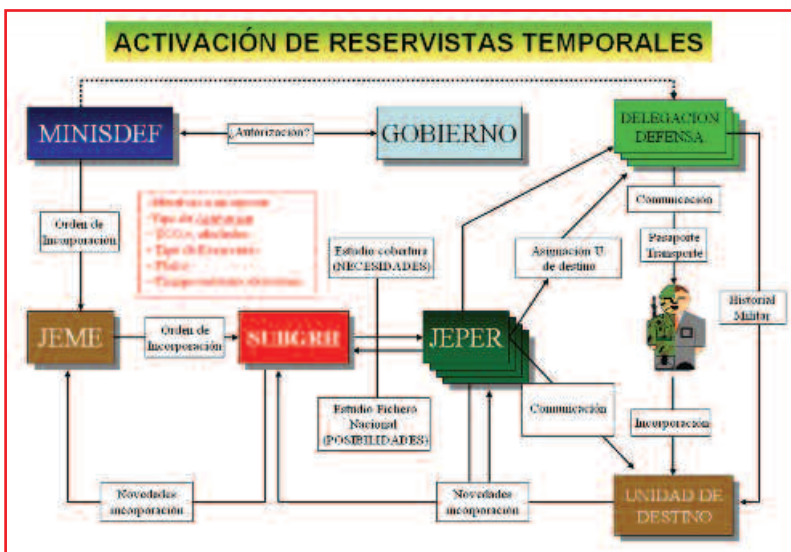 ACTIVACIÓN DE RESERVISTAS TEMPORALES
MINISDEF
¿Autorización?
GOBIERNO
DELEGACION
DEFENSA
Orden de
Incorporación
Comunicación
Estudio cobertura
(NECESIDADES)
Asignación U.
de destino
Pasaporte
Transporte
Historial
Militar
JEME
Orden de
Incorporación
SUBGRH
JEPER
Estudio Fichero
Nacional
(POSIBILIDADES)
Comunicación
Incorporación
Novedades
incorporación
Novedades
incorporación
UNIDAD DE
DESTINO